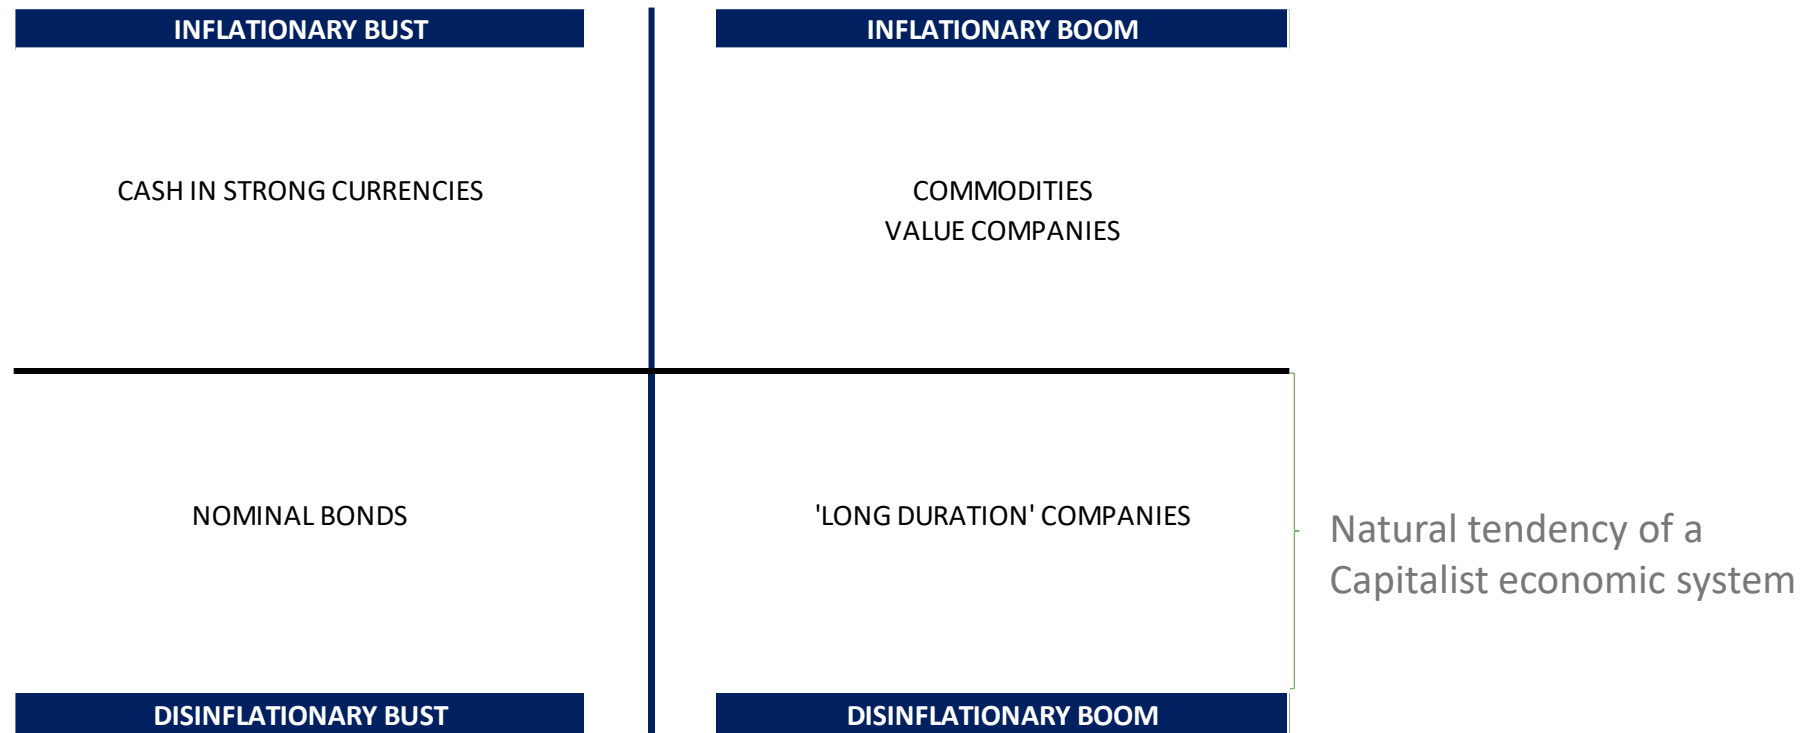 INFLATIONARY BUST
INFLATIONARY BOOM
CASH IN STRONG CURRENCIES
COMMODITIES
VALUE COMPANIES
NOMINAL BONDS
'LONG DURATION' COMPANIES
Natural tendency of a
Capitalist economic system
DISINFLATIONARY BUST
DISINFLATIONARY BOOM